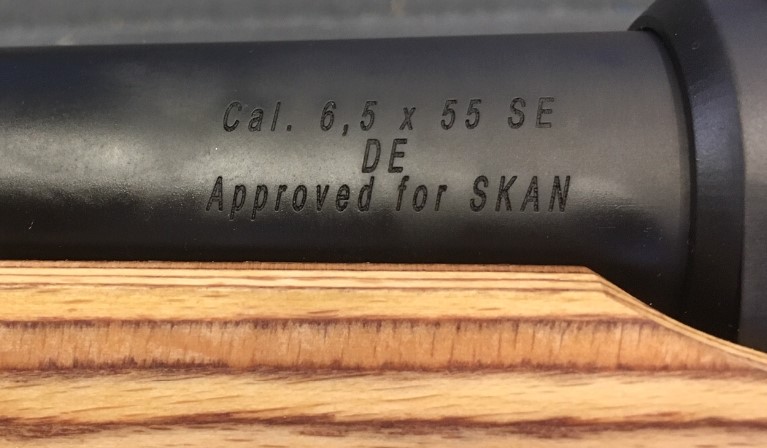 Cal. 6,5 x 55 SE
DE
Approved for SKAN